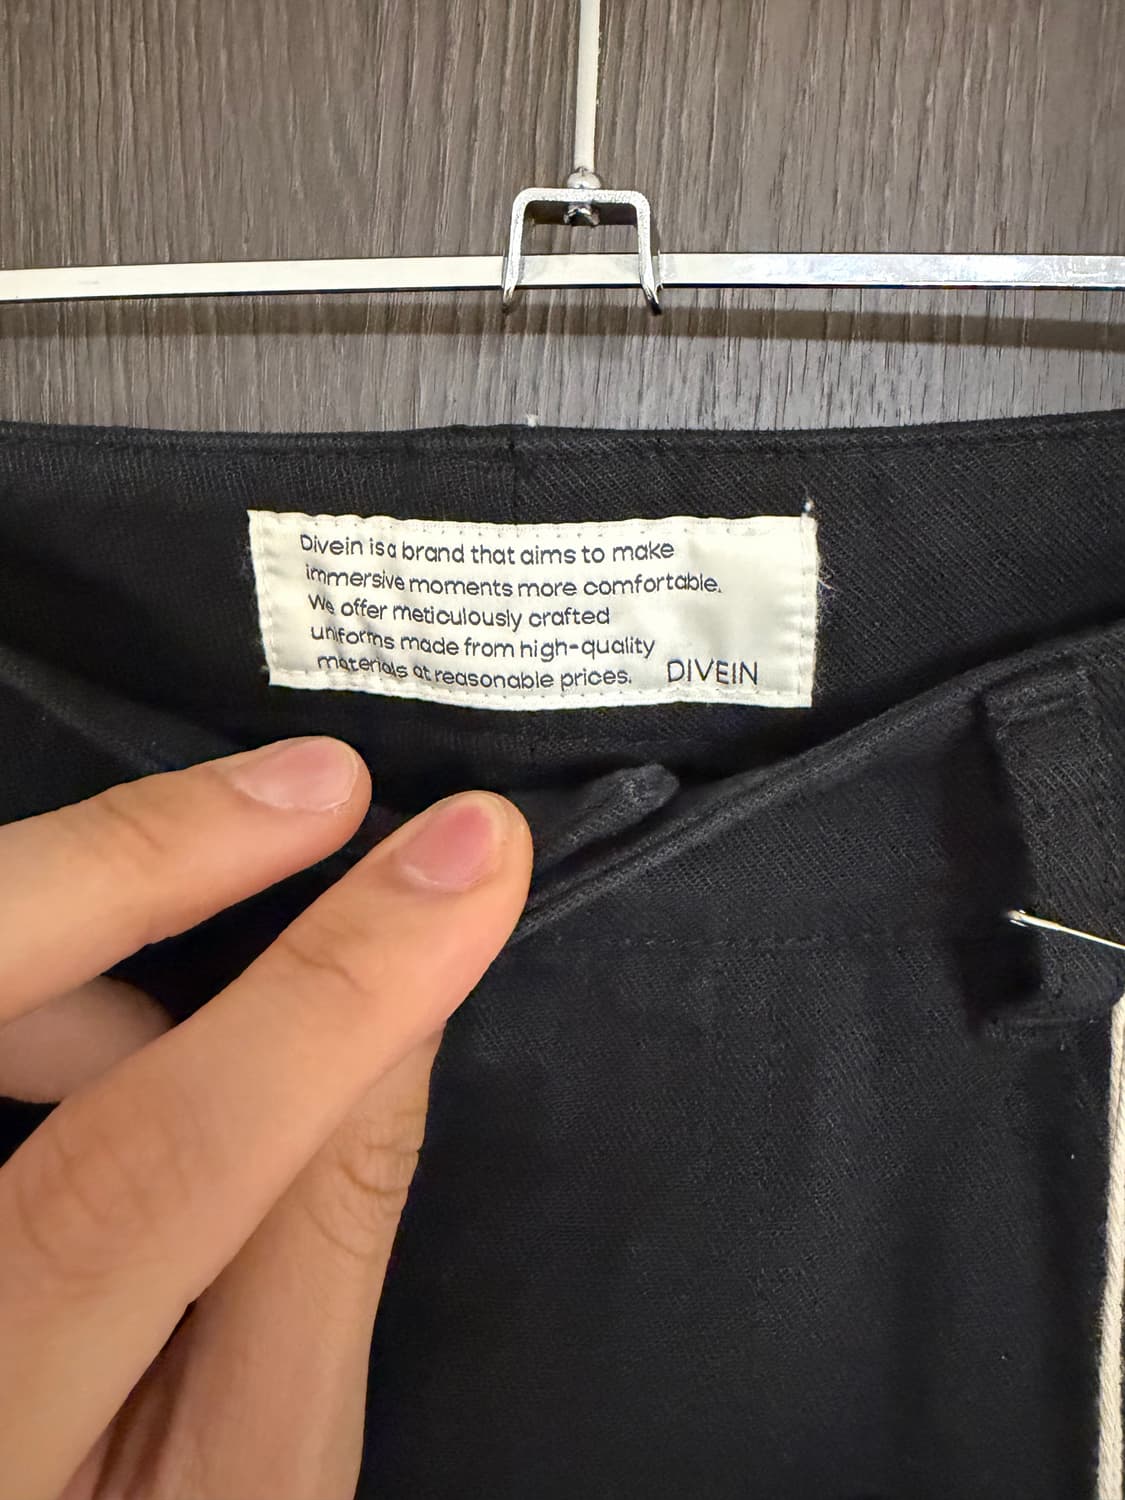 Divein is a brand that aims to make
immersive moments more comfortable.
We offer meticulously crafted
uniforms made from high-quality
materials at reasonable prices. DIVEIN